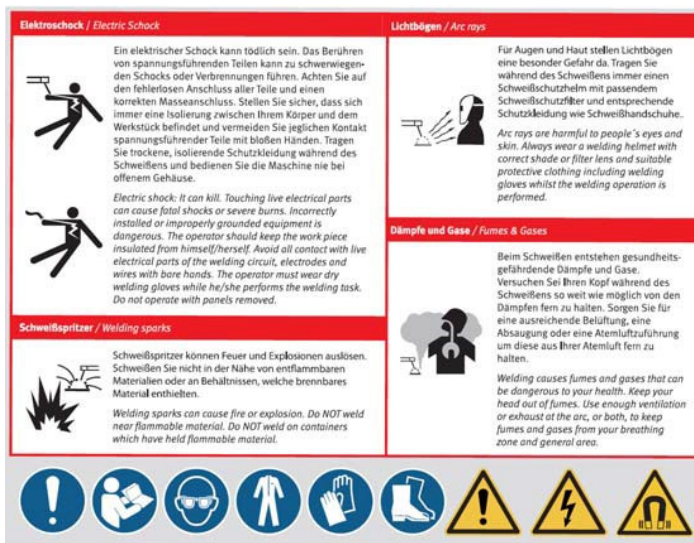 Elektroschock / Electric Schock
Ein elektrischer Schock kann tödlich sein. Das Berühren
von spannungsführenden Teilen kann zu schwerwiegen-
den Schocks oder Verbrennungen führen. Achten Sie auf
den fehlerlosen Anschluss aller Teile und einen
korrekten Masseanschluss. Stellen Sie sicher, dass sich
immer eine Isolierung zwischen Ihrem Körper und dem
Werkstück befindet und vermeiden Sie jeglichen Kontakt
spannungsführender Teile mit bloßen Händen. Tragen
Sie trockene, isolierende Schutzkleidung während des
Schweißens und bedienen Sie die Maschine nie bei
offenem Gehäuse.
Electric shock: It can kill. Touching live electrical parts
can cause fatal shocks or severe burns. Incorrectly
installed or improperly grounded equipment is
dangerous. The operator should keep the work piece
insulated from himself/herself. Avoid all contact with live
electrical parts of the welding circuit, electrodes and
wires with bare hands. The operator must wear dry
welding gloves while he/she performs the welding task.
Do not operate with panels removed.
Schweißspritzer / Welding sparks
Schweißspritzer können Feuer und Explosionen auslösen.
Schweißen Sie nicht in der Nähe von entflammbaren
Materialien oder an Behältnissen, welche brennbares
Material enthielten.
Welding sparks can cause fire or explosion. Do NOT weld
near flammable material. Do NOT weld on containers
which have held flammable material.
Lichtbögen / Arc rays
Für Augen und Haut stellen Lichtbögen
eine besonder Gefahr da. Tragen Sie
während des Schweißens immer einen
Schweißschutzhelm mit passendem
Schweißschutzfilter und entsprechende
Schutzkleidung wie Schweißhandschuhe..
Arc rays are harmful to people´s eyes and
skin. Always wear a welding helmet with
correct shade or filter lens and suitable
protective clothing including welding
gloves whilst the welding operation is
performed.
Dämpfe und Gase / Fumes & Gases
Beim Schweißen entstehen gesundheits-
gefährdende Dämpfe und Gase.
Versuchen Sei Ihren Kopf während des
Schweißens so weit wie möglich von den
Dämpfen fern zu halten. Sorgen Sie für
eine ausreichende Belüftung, eine
Absaugung oder eine Atemluftzuführung
um diese aus Ihrer Atemluft fern zu
halten.
Welding causes fumes and gases that can
be dangerous to your health. Keep your
head out of fumes. Use enough ventilation
or exhaust at the arc, or both, to keep
fumes and gases from your breathing
zone and general area.